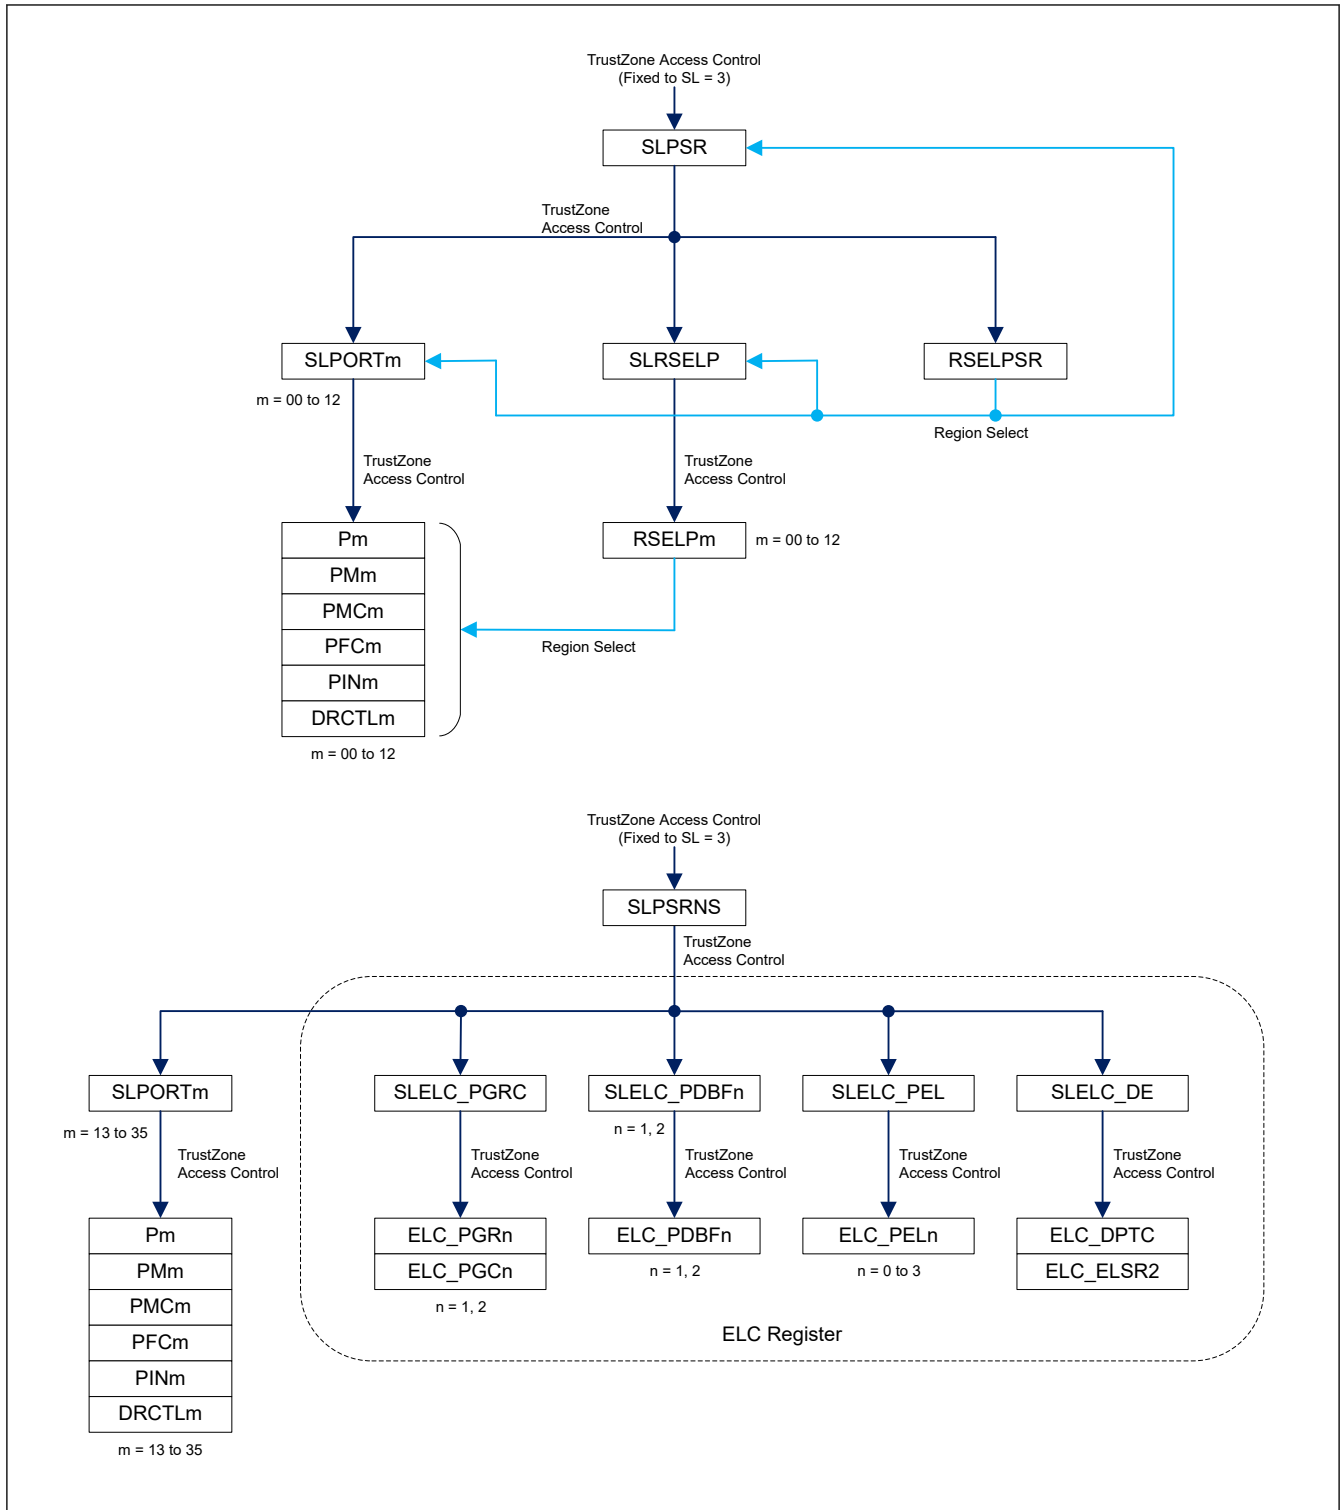 TrustZone Access Control
(Fixed to SL = 3)
SLPSR
TrustZone
Access Control
SLPORTm
SLRSELP
RSELPSR
m = 00 to 12
Region Select
TrustZone
Access Control
TrustZone
Access Control
Pm
PMm
PMCm
PFCm
PINm
DRCTLm
m = 00 to 12
RSELPm
m = 00 to 12
Region Select
TrustZone Access Control
(Fixed to SL = 3)
SLPSRNS
TrustZone
Access Control
SLPORTm
SLELC_PGRC
SLELC_PDBFn
SLELC_PEL
SLELC_DE
m = 13 to 35
n = 1, 2
TrustZone
Access Control
TrustZone
Access Control
TrustZone
Access Control
TrustZone
Access Control
TrustZone
Access Control
Pm
PMm
PMCm
PFCm
PINm
DRCTLm
m = 13 to 35
ELC_PGRn
ELC_PGCn
n = 1, 2
ELC_PDBFn
n = 1, 2
ELC_PELn
n = 0 to 3
ELC_DPTC
ELC_ELSR2
ELC Register